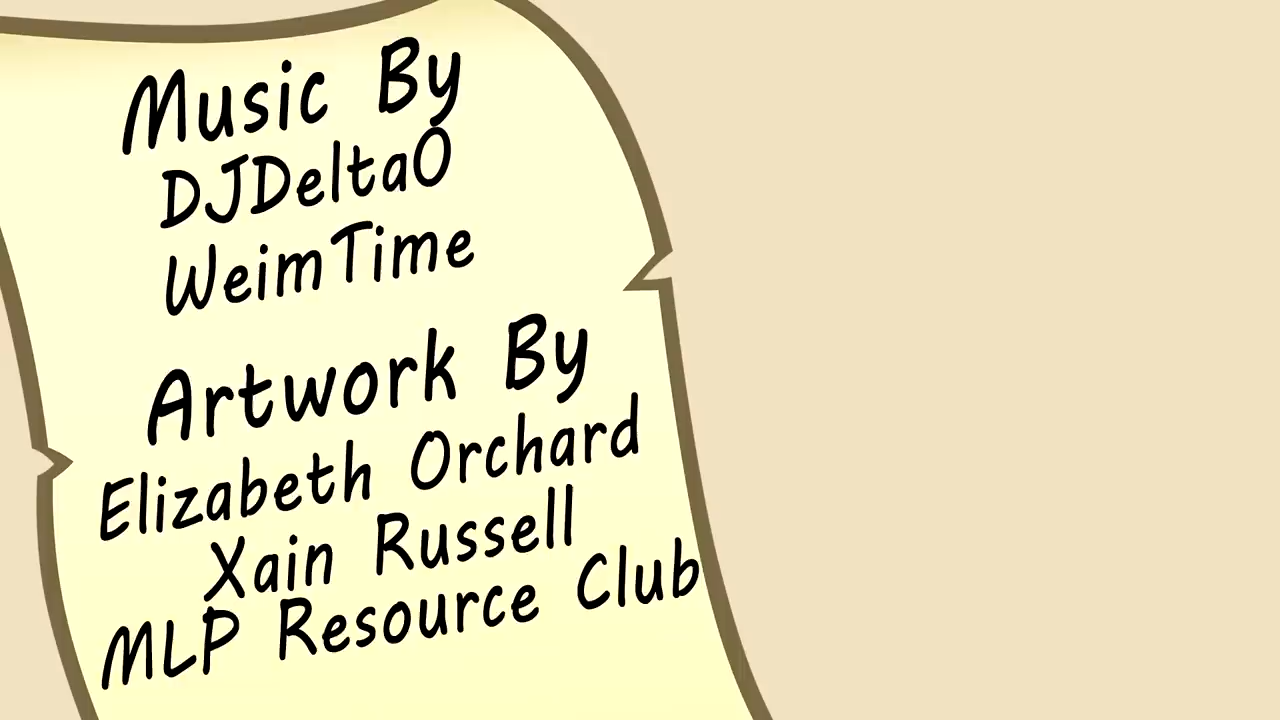 Music By
DJDelta0
WeimTime
Artwork By
Elizabeth Orchard
Xain Russell
MLP Resource Club